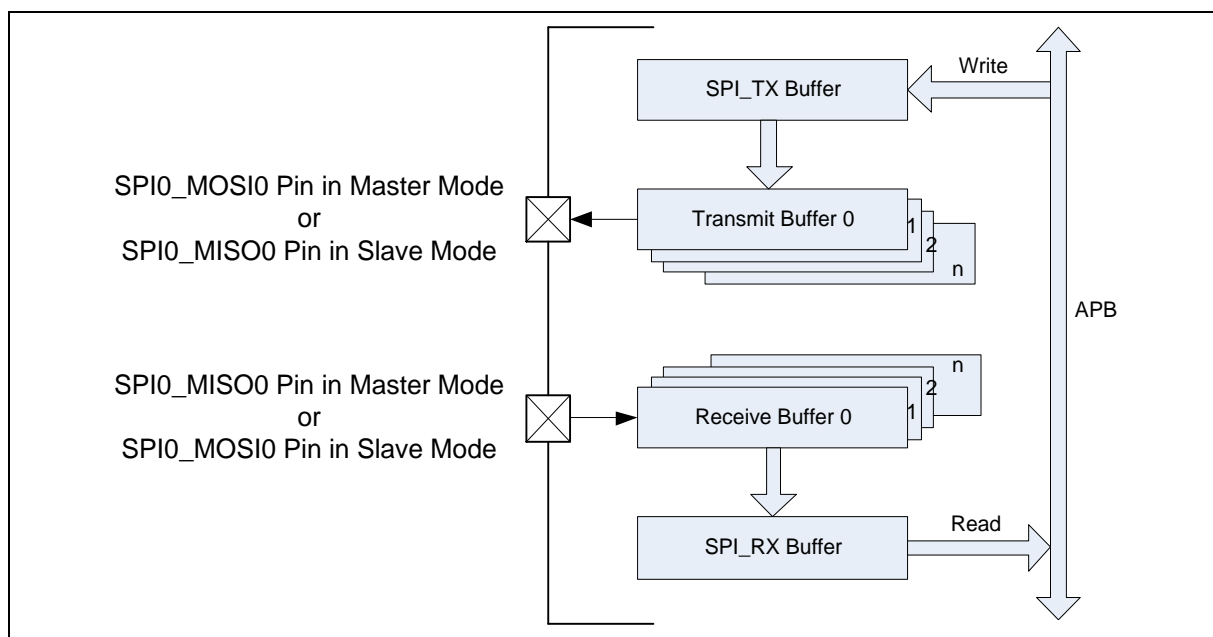 Write
SPI_TX Buffer
SPI0_MOSI0 Pin in Master Mode
or
SPI0_MISO0 Pin in Slave Mode
Transmit Buffer 0
1
2
n
APB
SPI0_MISO0 Pin in Master Mode
or
SPI0_MOSI0 Pin in Slave Mode
n
2
1
Receive Buffer 0
SPI_RX Buffer
Read